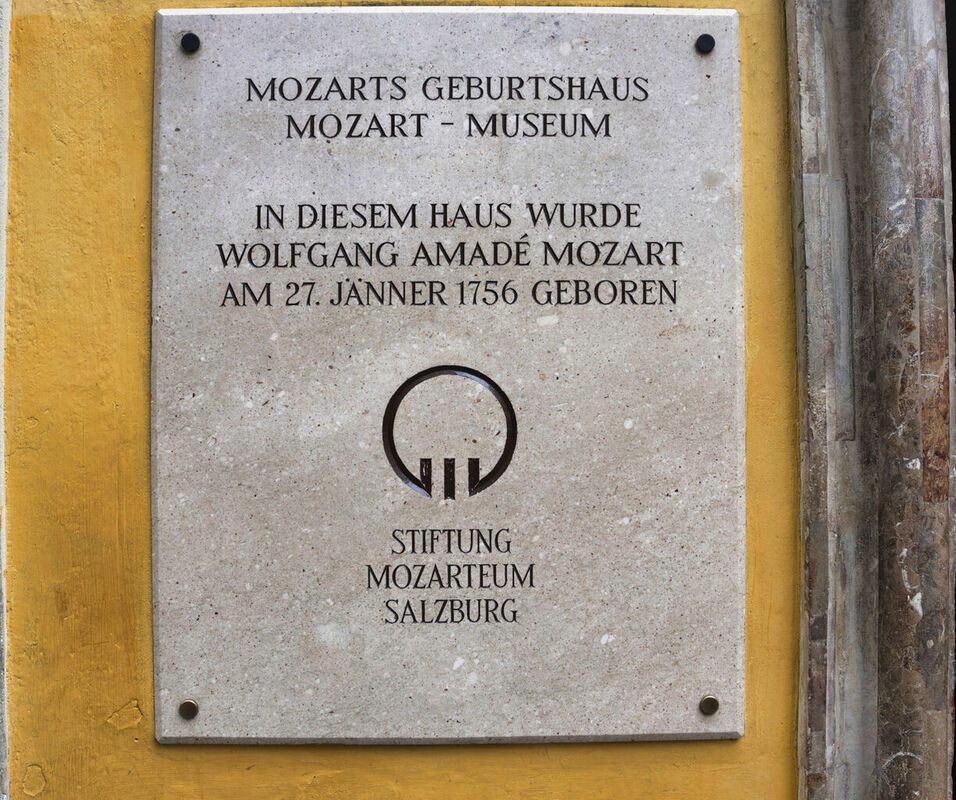 MOZARTS GEBURTSHAUS
MOZART - MUSEUM
IN DIESEM HAUS WURDE
WOLFGANG AMADÉ MOZART
AM 27. JÄNNER 1756 GEBOREN
STIFTUNG
MOZARTEUM
SALZBURG